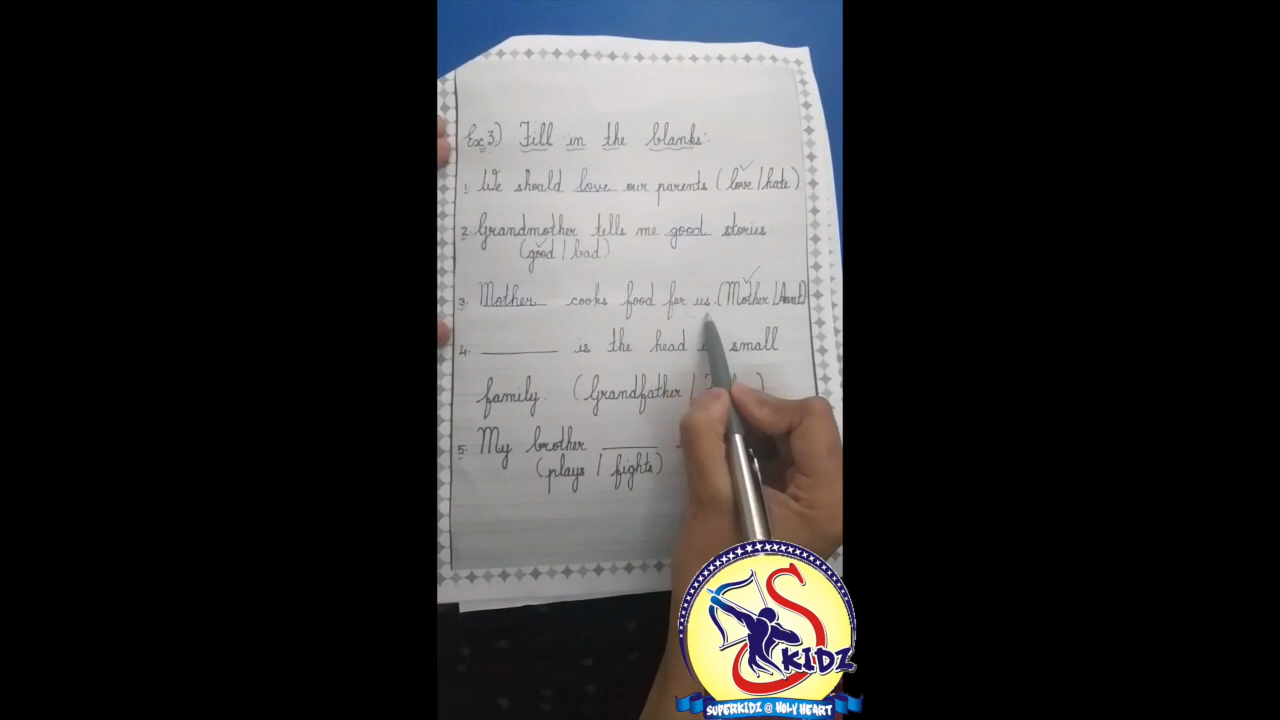 Ex 3.) Fill in the blanks:
1. We should love our parents (love / hate)
2. Grandmother tells me good stories.
(good / bad)
3. Mother cooks food for us. (Mother / Aunt)
4. ________ is the head small
family. (Grandfather /
5. My brother ______
(plays / fights)
S
KIDZ
SUPERKIDZ @ HOLY HEART